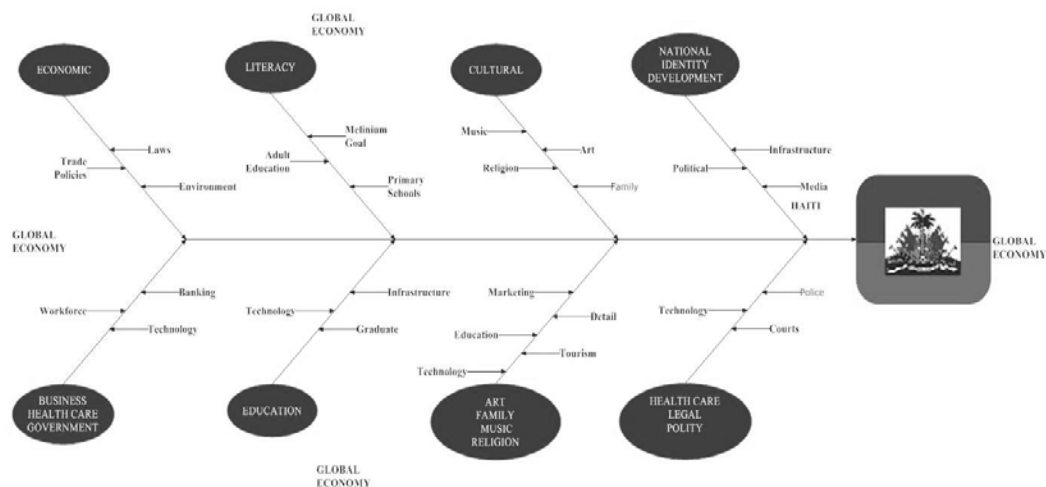 GLOBAL
ECONOMY
ECONOMIC
LITERACY
CULTURAL
NATIONAL
IDENTITY
DEVELOPMENT
Laws
Trade
Policies
Environment
Melinium
Goal
Adult
Education
Primary
Schools
Music
Art
Religion
Family
Infrastructure
Political
Media
HAITI
GLOBAL
ECONOMY
GLOBAL
ECONOMY
Banking
Workforce
Technology
Infrastructure
Technology
Graduate
Marketing
Detail
Education
Tourism
Technology
Police
Technology
Courts
BUSINESS
HEALTH CARE
GOVERNMENT
EDUCATION
ART
FAMILY
MUSIC
RELIGION
HEALTH CARE
LEGAL
POLITY
GLOBAL
ECONOMY